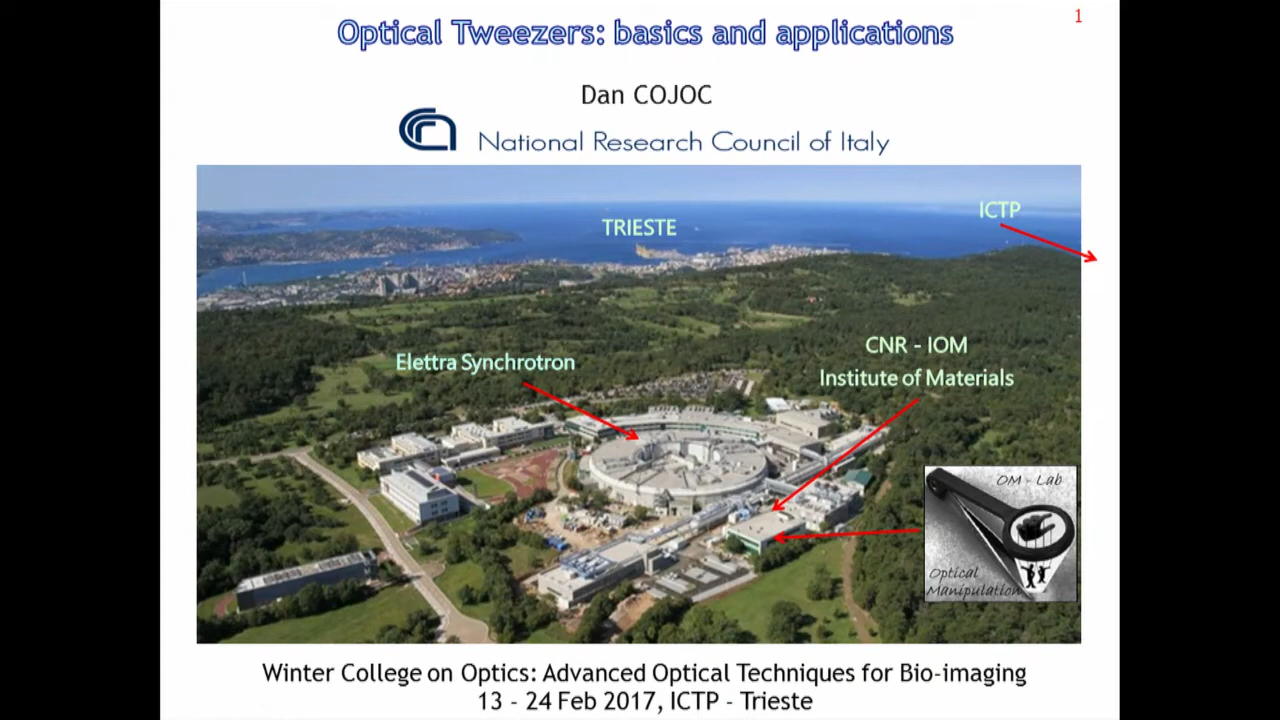 1
Optical Tweezers: basics and applications
Dan COJOC
National Research Council of Italy
ICTP
TRIESTE
CNR - IOM
Institute of Materials
Elettra Synchrotron
OM - Lab
Optical
Manipulation
Winter College on Optics: Advanced Optical Techniques for Bio-imaging
13 - 24 Feb 2017, ICTP - Trieste